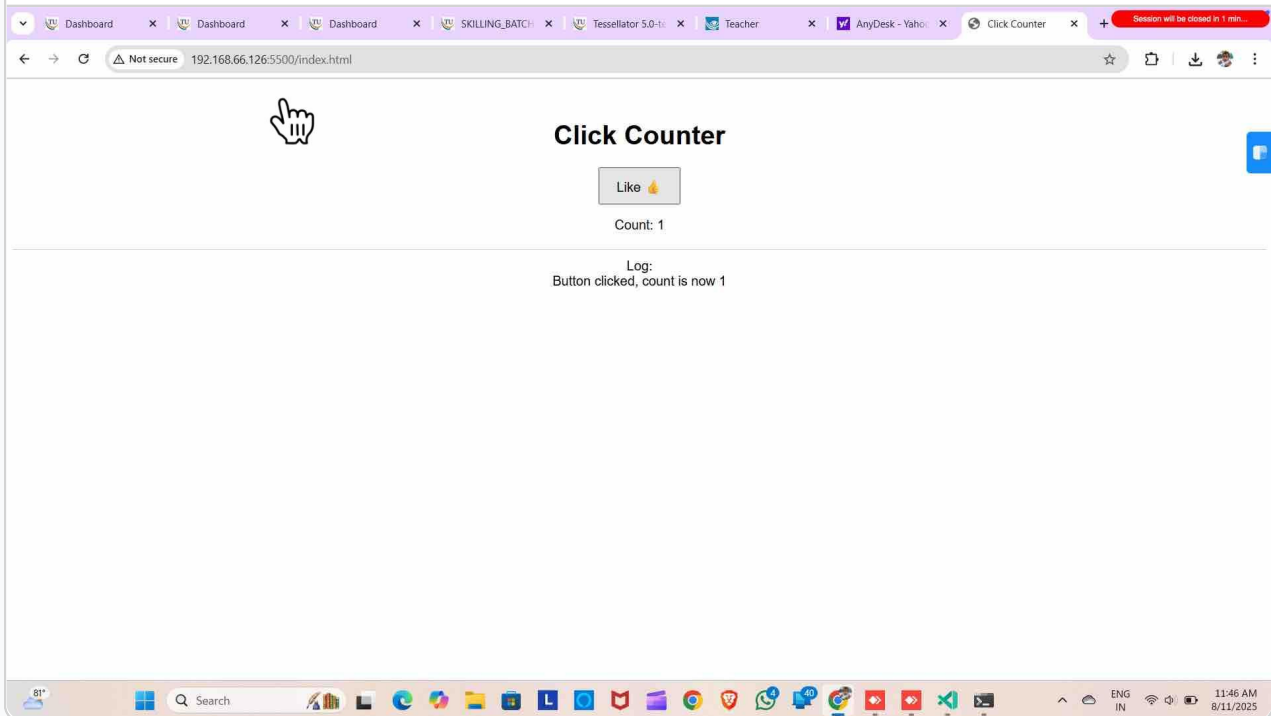 Dashboard
Dashboard
Dashboard
SKILLING_BATCH
Tessellator 5.0-te
Teacher
AnyDesk - Yahoo
Click Counter
Session will be closed in 1 min...
Not secure
192.168.66.126:5500/index.html
Click Counter
Like 👍
Count: 1
Log:
Button clicked, count is now 1
81°
Search
4
40
ENG
IN
11:46 AM
8/11/2025